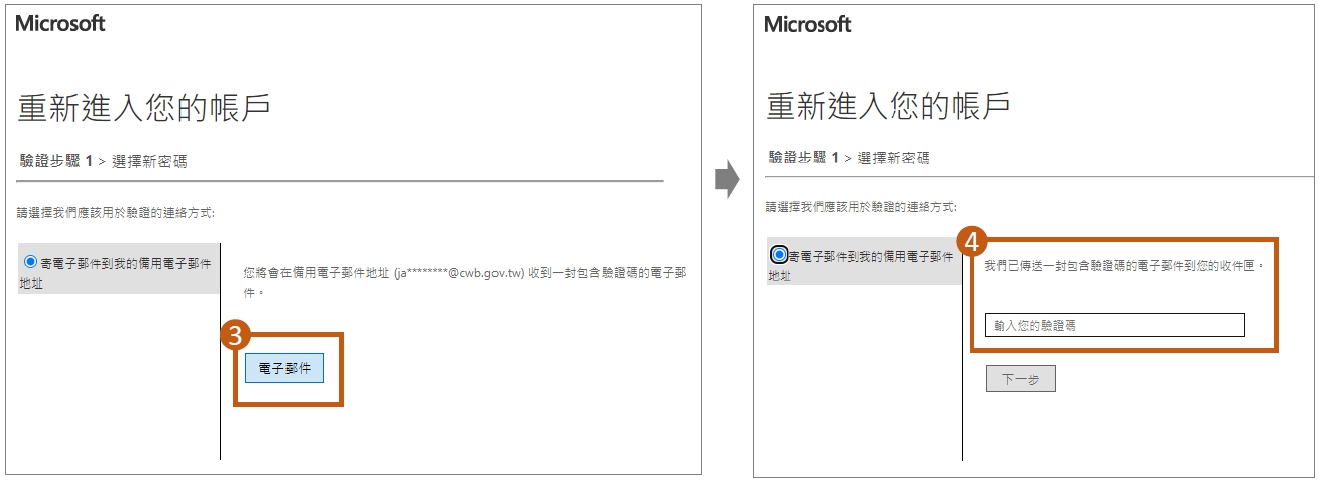 Microsoft
重新進入您的帳戶
驗證步驟 1 > 選擇新密碼
請選擇我們應該用於驗證的連絡方式:
寄電子郵件到我的備用電子郵件
地址
您將會在備用電子郵件地址 (ja********@cwb.gov.tw) 收到一封包含驗證碼的電子郵
件。
3
電子郵件
Microsoft
重新進入您的帳戶
驗證步驟 1 > 選擇新密碼
請選擇我們應該用於驗證的連絡方式:
寄電子郵件到我的備用電子郵件
地址
4
我們已傳送一封包含驗證碼的電子郵件到您的收件匣。
輸入您的驗證碼
下一步